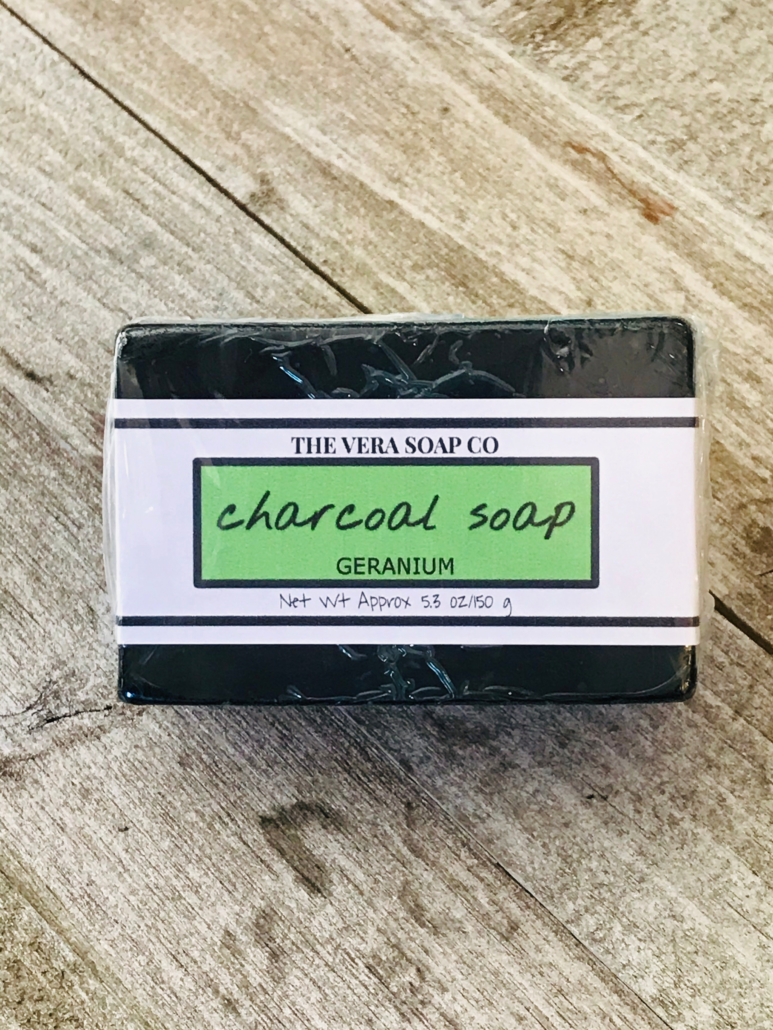 THE VERA SOAP CO
charcoal soap
GERANIUM
Net Wt Approx 5.3 oz/150 g